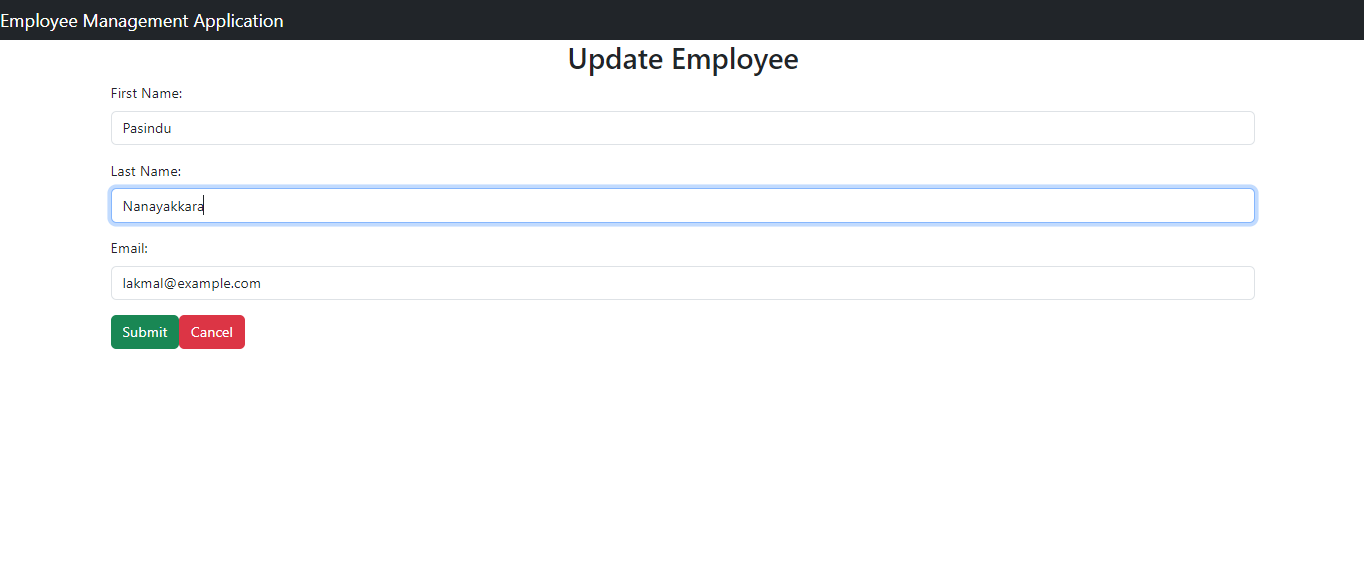 Employee Management Application
Update Employee
First Name:
Pasindu
Last Name:
Nanayakkara
Email:
lakmal@example.com
Submit Cancel